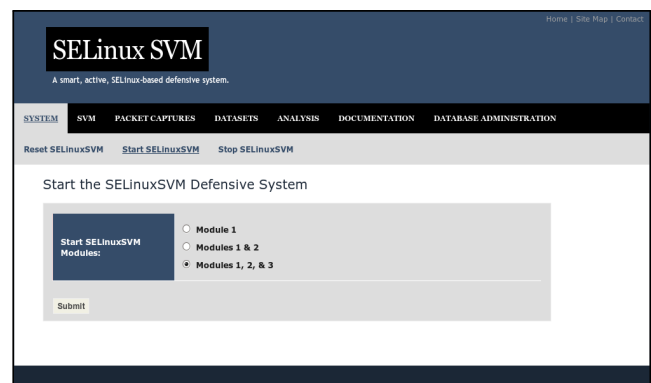 Home | Site Map | Contact
SELinux SVM
A smart, active, SELinux-based defensive system.
SYSTEM SVM PACKET CAPTURES DATASETS ANALYSIS DOCUMENTATION DATABASE ADMINISTRATION
Reset SELinuxSVM Start SELinuxSVM Stop SELinuxSVM
Start the SELinuxSVM Defensive System
Start SELinuxSVM
Modules:
Module 1
Modules 1 & 2
Modules 1, 2, & 3
Submit